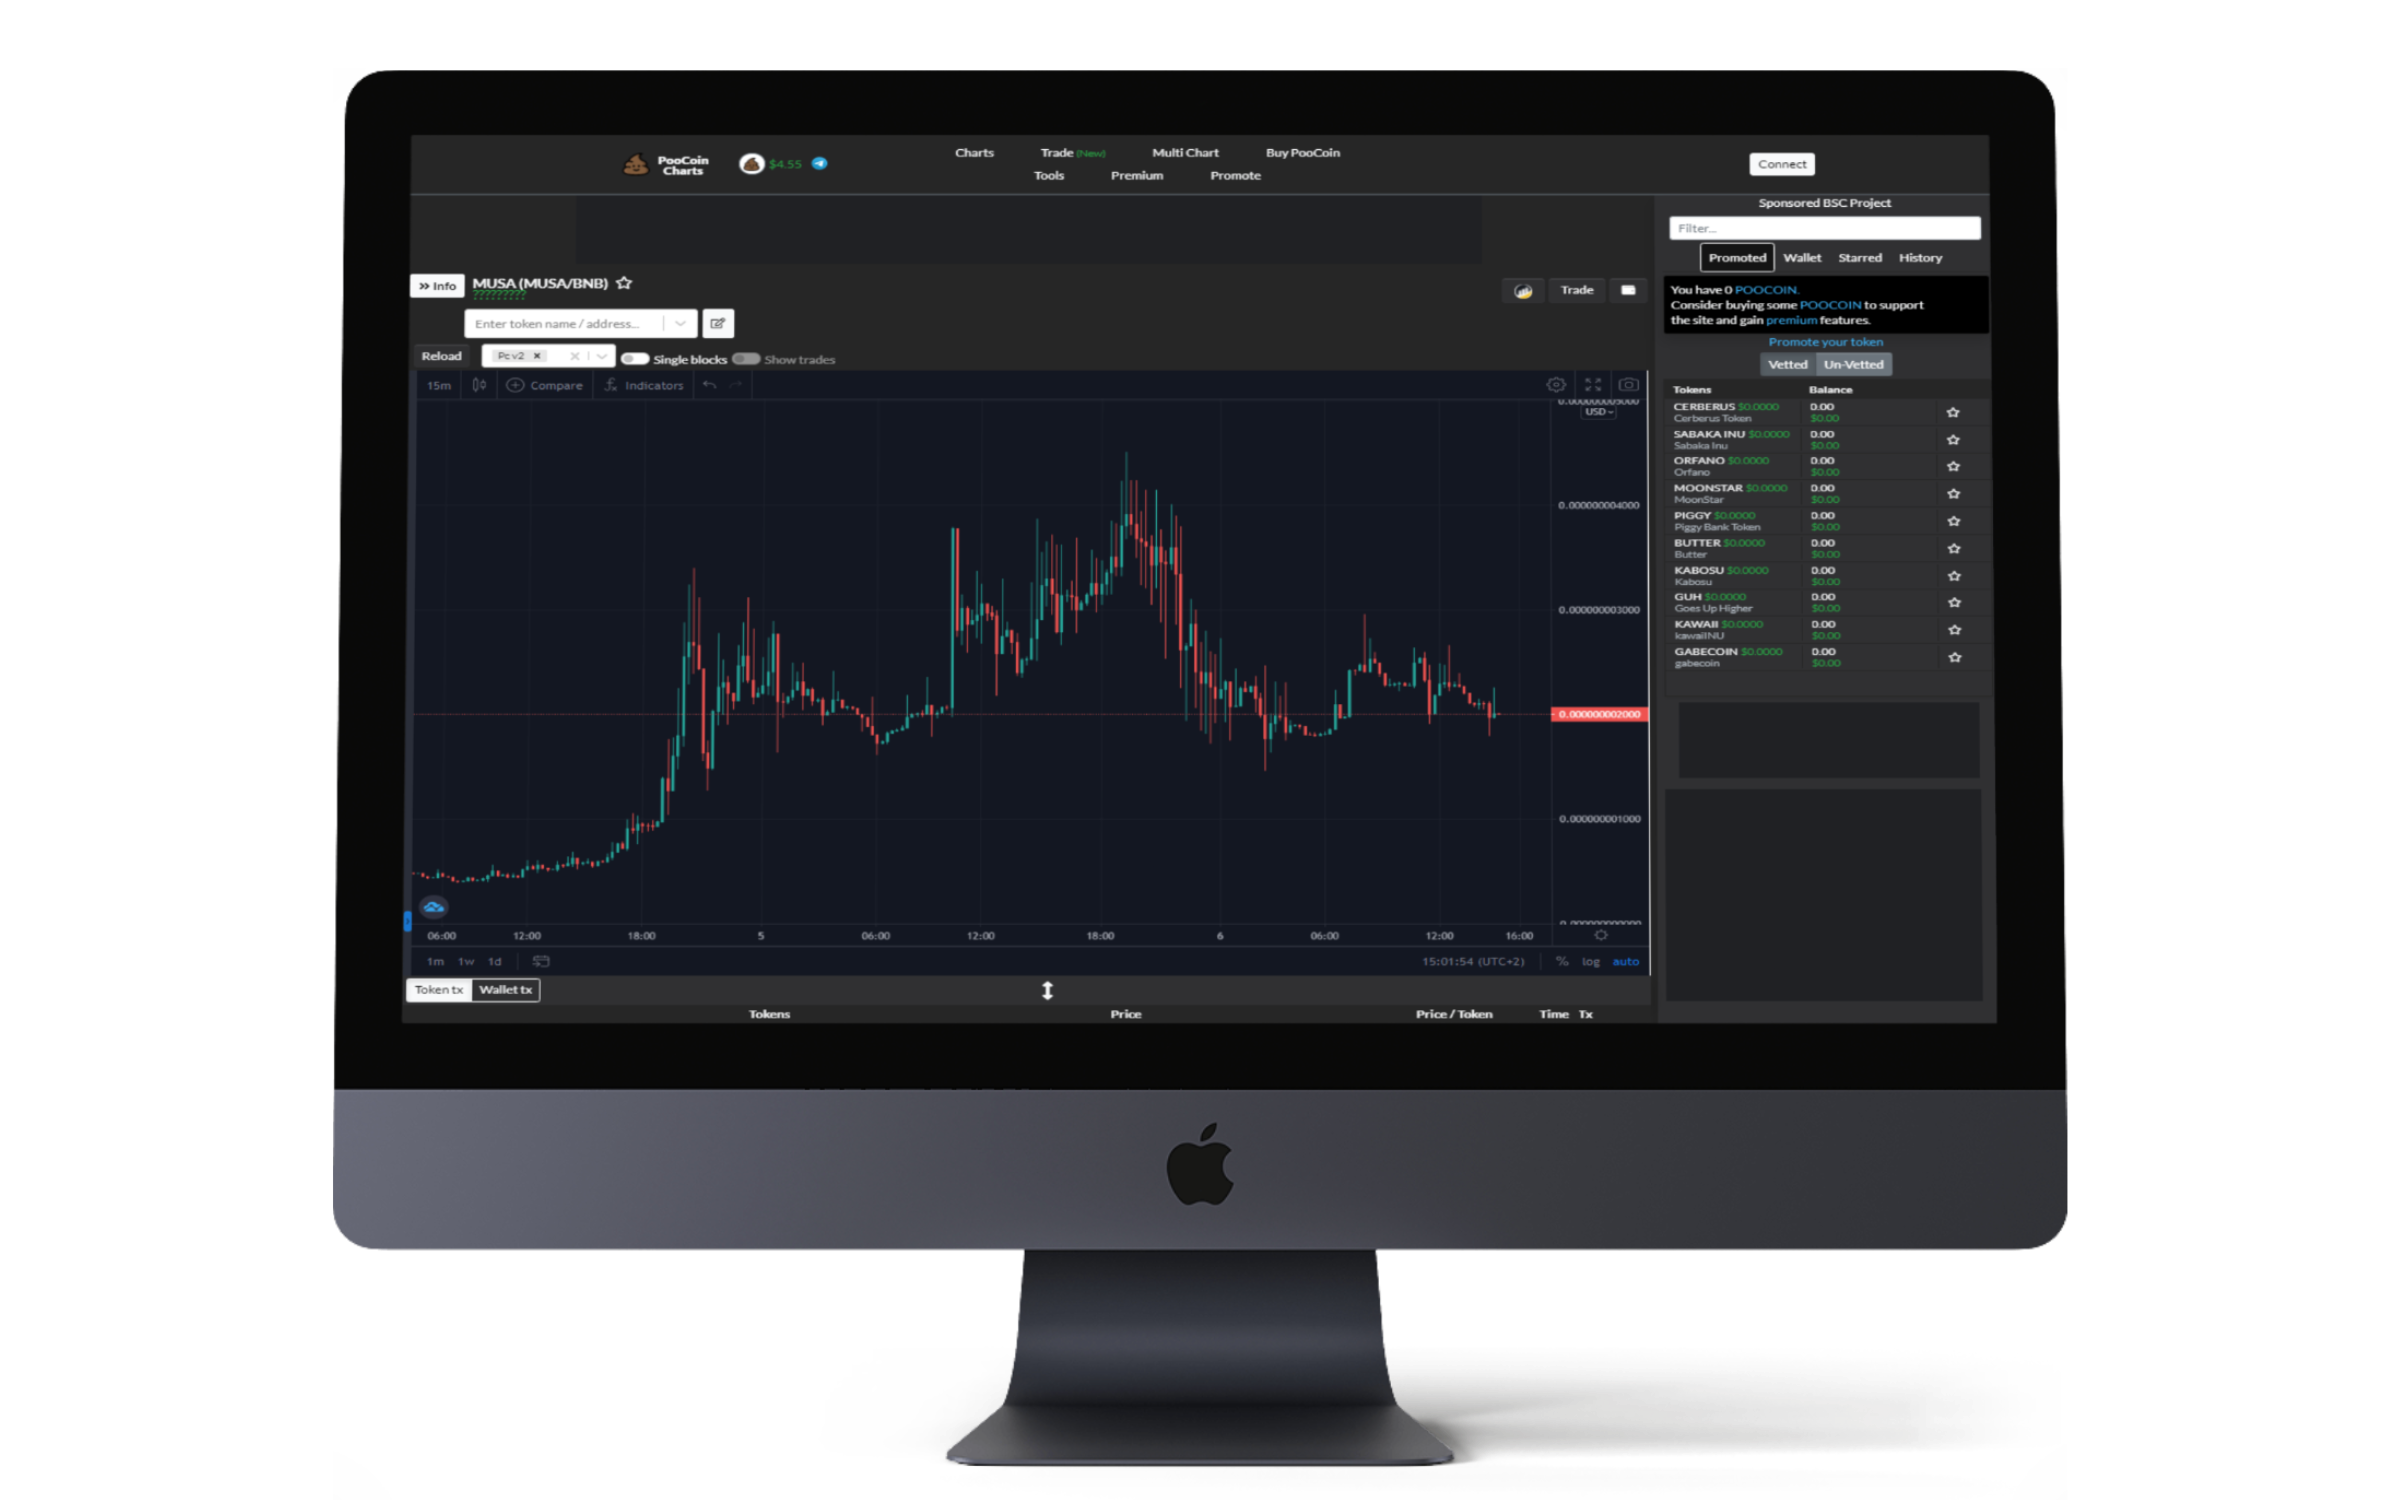 PooCoin
Charts
$4.55
Charts
Trade (New)
Multi Chart
Buy PooCoin
Tools
Premium
Promote
Connect
Sponsored BSC Project
Filter...
Promoted
Wallet
Starred
History
You have 0 POOCOIN.
Consider buying some POOCOIN to support
the site and gain premium features.
Promote your token
Vetted
Un-Vetted
Tokens
Balance
CERBERUS $0.0000
0.00
Cerberus Token
$0.00
SABAKA INU $0.0000
0.00
Sabaka Inu
$0.00
ORFANO $0.0000
0.00
Orfano
$0.00
MOONSTAR $0.0000
0.00
MoonStar
$0.00
PIGGY $0.0000
0.00
Piggy Bank Token
$0.00
BUTTER $0.0000
0.00
Butter
$0.00
KABOSU $0.0000
0.00
Kabosu
$0.00
GUH $0.0000
0.00
Goes Up Higher
$0.00
KAWAII $0.0000
0.00
kawaiiNU
$0.00
GABECOIN $0.0000
0.00
gabecoin
$0.00
» Info
MUSA (MUSA/BNB)
?????????
Trade
Enter token name / address...
Reload
Pc v2 ×
Single blocks
Show trades
15m
Compare
Indicators
0.000000005000
USD
0.000000004000
0.000000003000
0.000000002000
0.000000001000
0.000000000000
06:00
12:00
18:00
5
06:00
12:00
18:00
6
06:00
12:00
16:00
1m
1w
1d
15:01:54 (UTC+2)
%
log
auto
Token tx
Wallet tx
Tokens
Price
Price / Token
Time
Tx